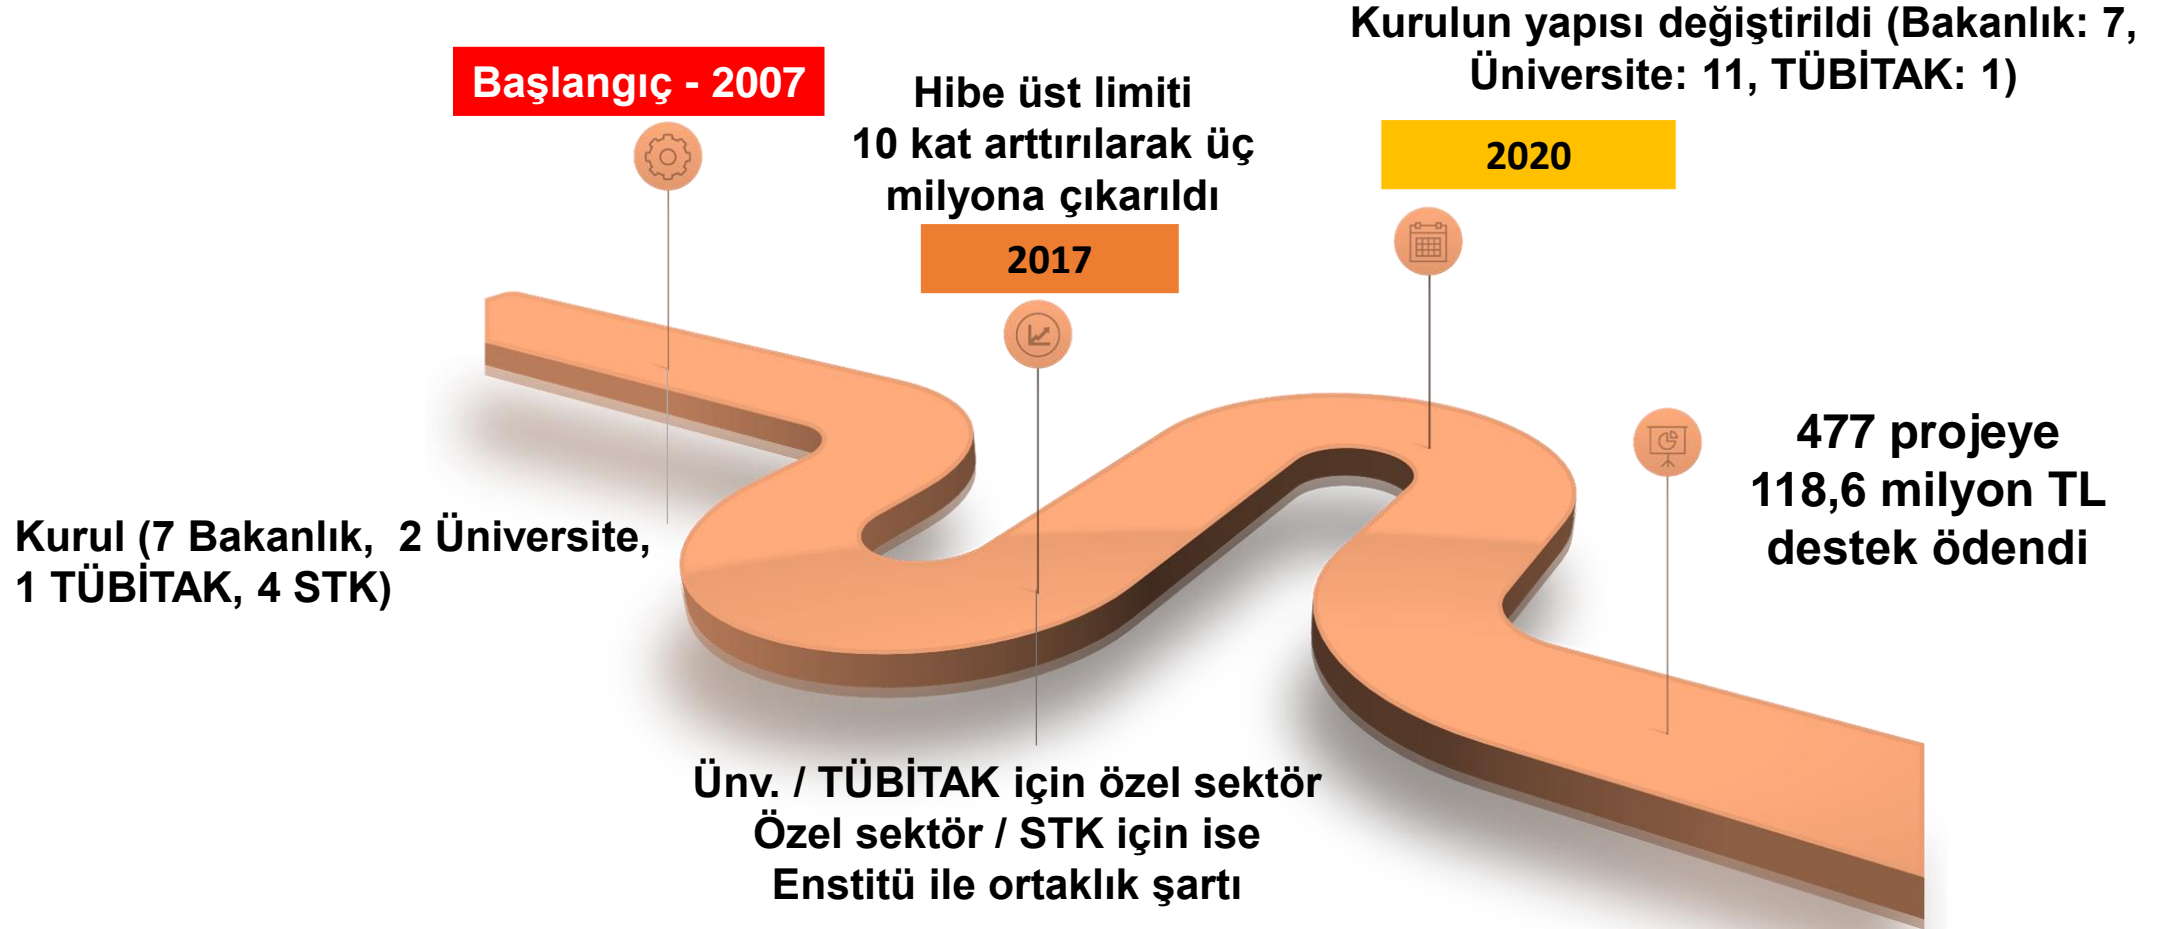 Başlangıç - 2007
Kurul (7 Bakanlık, 2 Üniversite,
1 TÜBİTAK, 4 STK)
Hibe üst limiti
10 kat arttırılarak üç
milyona çıkarıldı
2017
Ünv. / TÜBİTAK için özel sektör
Özel sektör / STK için ise
Enstitü ile ortaklık şartı
Kurulun yapısı değiştirildi (Bakanlık: 7,
Üniversite: 11, TÜBİTAK: 1)
2020
477 projeye
118,6 milyon TL
destek ödendi